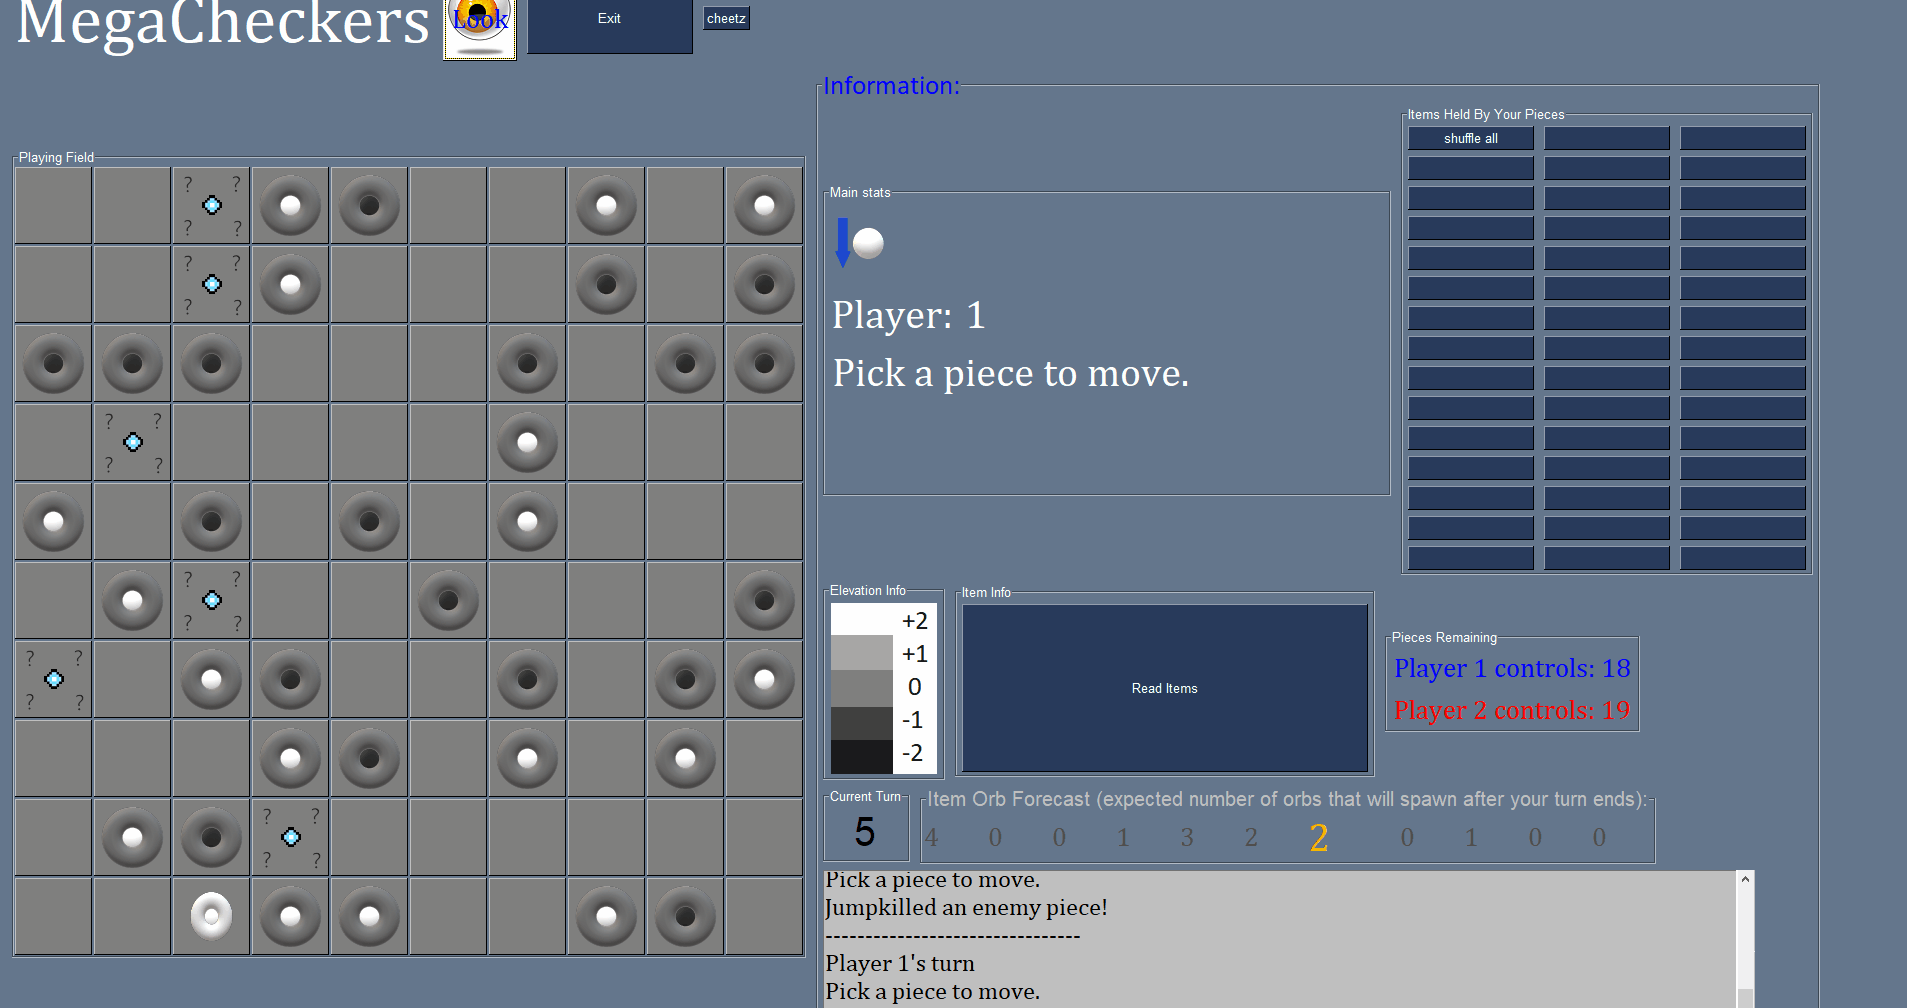 MegaCheckers
Look
Exit
cheetz
Information:
Items Held By Your Pieces
shuffle all
Playing Field
? ?
? ?
? ?
? ?
? ?
? ?
? ?
? ?
? ?
? ?
? ?
? ?
Main stats
Player: 1
Pick a piece to move.
Elevation Info
+2
+1
0
-1
-2
Item Info
Read Items
Pieces Remaining
Player 1 controls: 18
Player 2 controls: 19
Current Turn
5
Item Orb Forecast (expected number of orbs that will spawn after your turn ends):
4 0 0 1 3 2 2 0 1 0 0
Pick a piece to move.
Jumpkilled an enemy piece!
--------------------------------
Player 1's turn
Pick a piece to move.